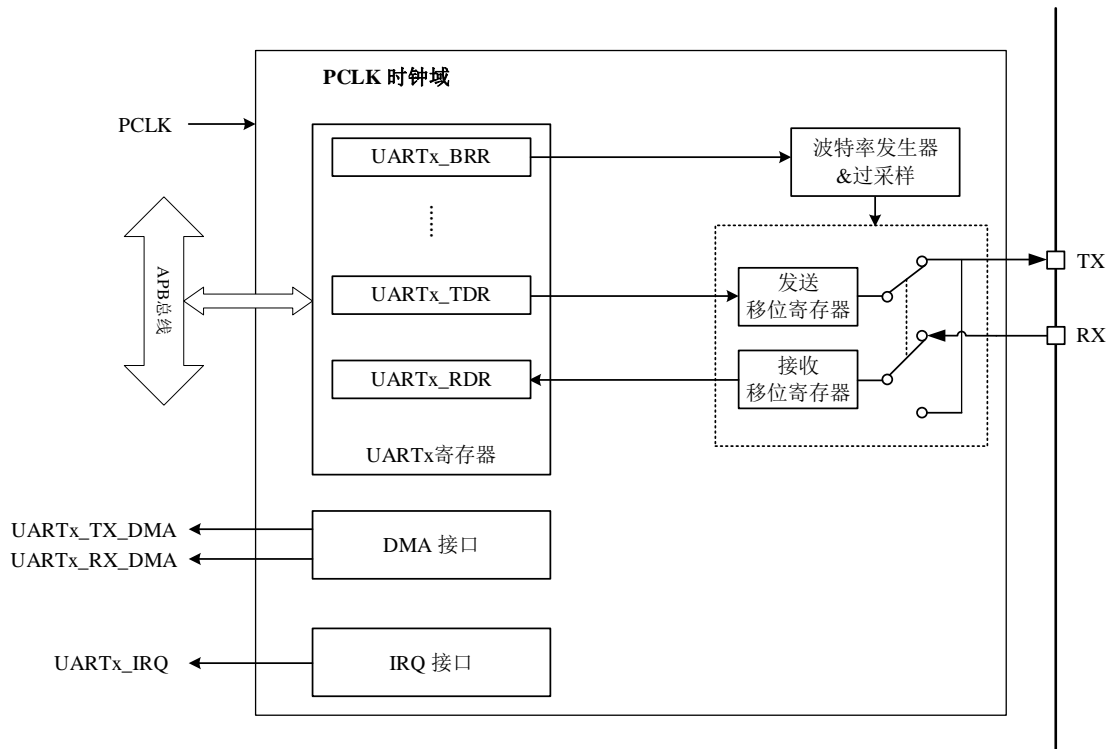 PCLK 时钟域
PCLK
UARTx_BRR
波特率发生器
&过采样
......
APB总线
UARTx_TDR
发送
移位寄存器
TX
RX
UARTx_RDR
接收
移位寄存器
UARTx寄存器
UARTx_TX_DMA
UARTx_RX_DMA
DMA 接口
UARTx_IRQ
IRQ 接口